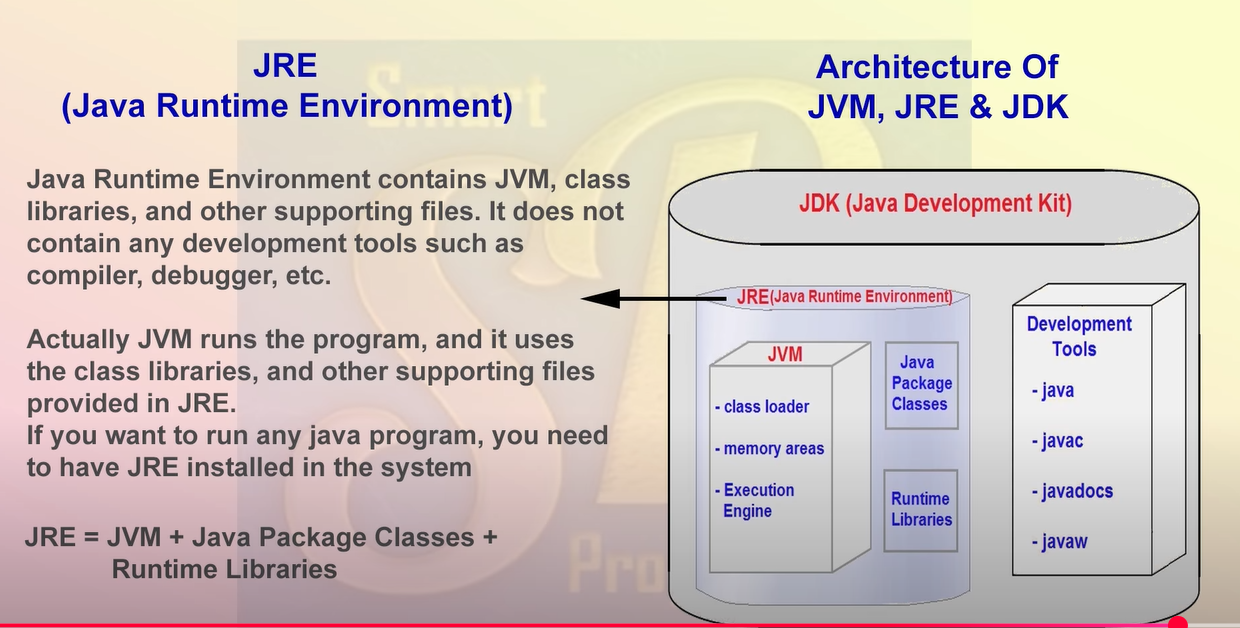 JRE
(Java Runtime Environment)
Java Runtime Environment contains JVM, class
libraries, and other supporting files. It does not
contain any development tools such as
compiler, debugger, etc.
Actually JVM runs the program, and it uses
the class libraries, and other supporting files
provided in JRE.
If you want to run any java program, you need
to have JRE installed in the system
JRE = JVM + Java Package Classes +
Runtime Libraries
Architecture Of
JVM, JRE & JDK
JDK (Java Development Kit)
JRE(Java Runtime Environment)
JVM
- class loader
- memory areas
- Execution
Engine
Java
Package
Classes
Runtime
Libraries
Development
Tools
- java
- javac
- javadocs
- javaw
Smart
Pro